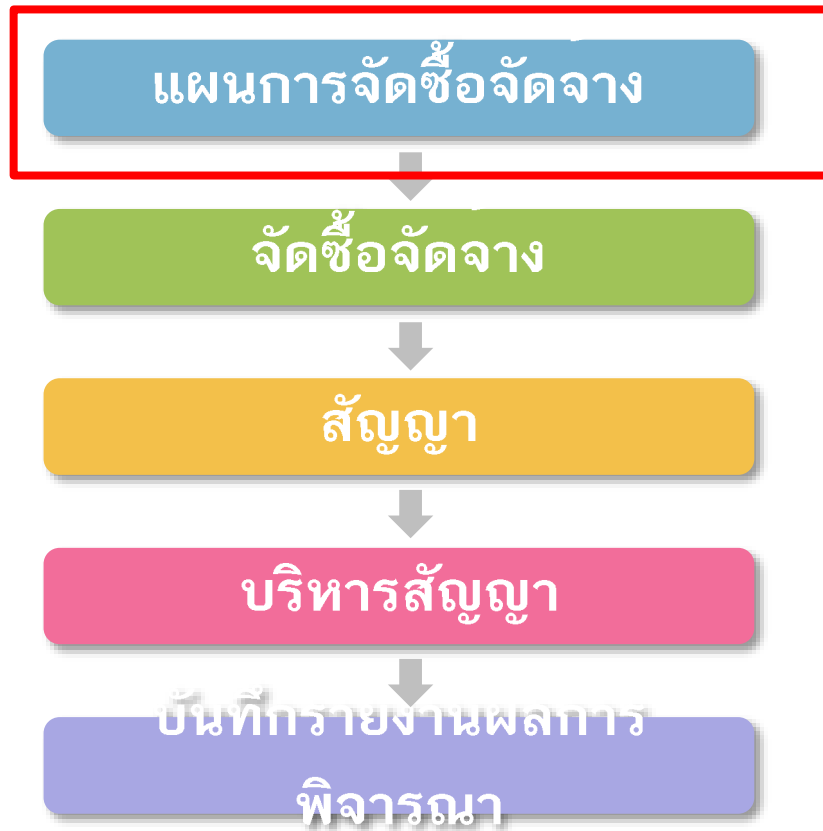 แผนการจัดซื้อจัดจ้าง
จัดซื้อจัดจ้าง
สัญญา
บริหารสัญญา
บันทึกรายงานผลการ
พิจารณา